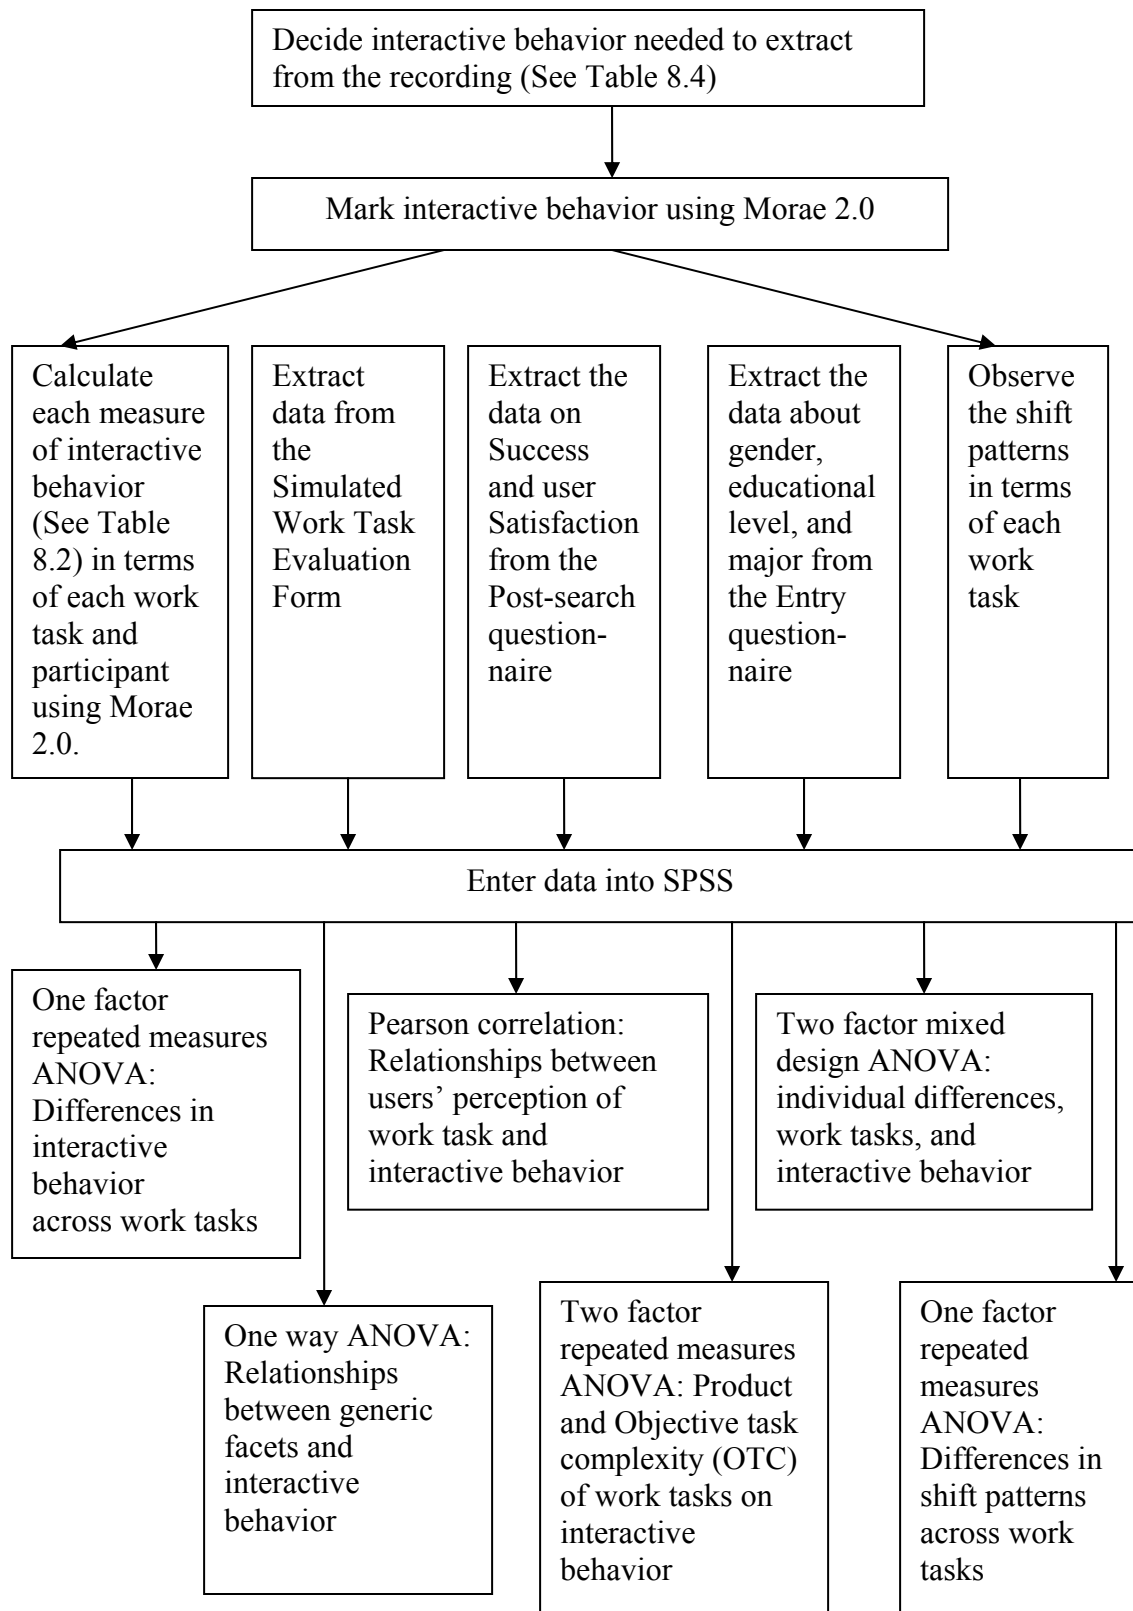 Decide interactive behavior needed to extract
from the recording (See Table 8.4)
Mark interactive behavior using Morae 2.0
Calculate
each measure
of interactive
behavior
(See Table
8.2) in terms
of each work
task and
participant
using Morae
2.0.
Extract
data from
the
Simulated
Work Task
Evaluation
Form
Extract the
data on
Success
and user
Satisfaction
from the
Post-search
question-
naire
Extract the
data about
gender,
educational
level, and
major from
the Entry
question-
naire
Observe
the shift
patterns
in terms
of each
work
task
Enter data into SPSS
One factor
repeated measures
ANOVA:
Differences in
interactive
behavior
across work tasks
Pearson correlation:
Relationships between
users’ perception of
work task and
interactive behavior
Two factor mixed
design ANOVA:
individual differences,
work tasks, and
interactive behavior
One way ANOVA:
Relationships
between generic
facets and
interactive
behavior
Two factor
repeated measures
ANOVA: Product
and Objective task
complexity (OTC)
of work tasks on
interactive
behavior
One factor
repeated
measures
ANOVA:
Differences in
shift patterns
across work
tasks